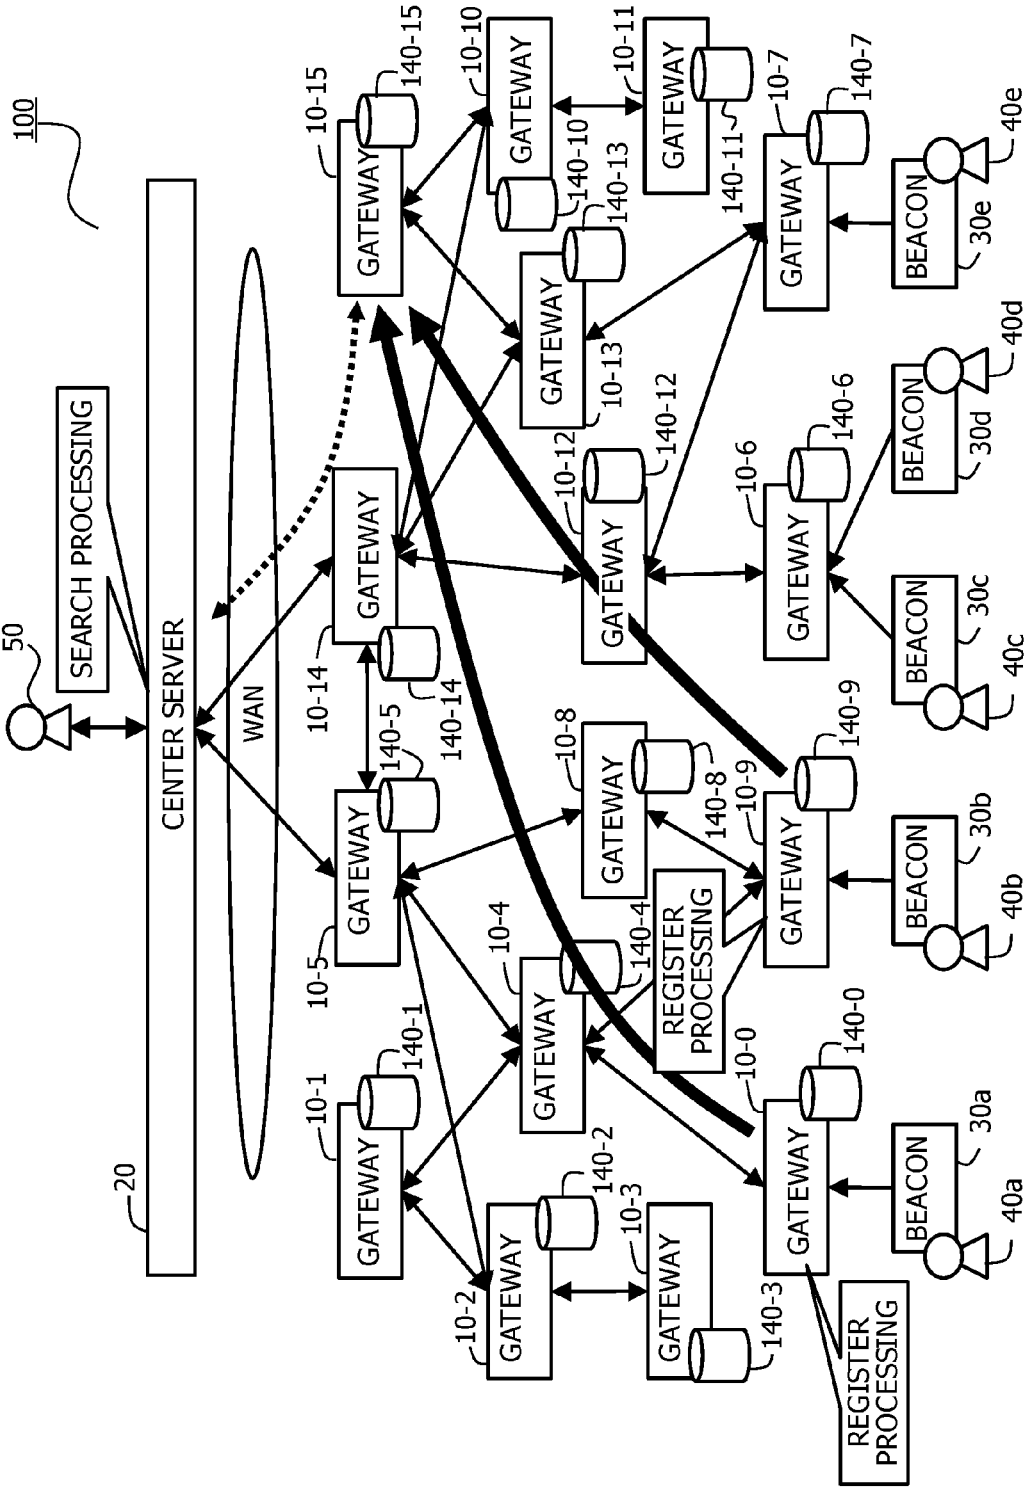 100
50
SEARCH PROCESSING
20
CENTER SERVER
WAN
10-1
GATEWAY
140-1
10-5
GATEWAY
140-5
10-14
GATEWAY
140-14
10-15
GATEWAY
140-15
10-2
GATEWAY
140-2
10-4
GATEWAY
140-4
10-8
GATEWAY
140-8
10-12
GATEWAY
140-12
10-13
GATEWAY
140-13
10-10
GATEWAY
140-10
10-3
GATEWAY
140-3
10-11
GATEWAY
140-11
REGISTER
PROCESSING
10-0
GATEWAY
140-0
10-9
GATEWAY
140-9
10-6
GATEWAY
140-6
10-7
GATEWAY
140-7
REGISTER
PROCESSING
BEACON
30a
40a
BEACON
30b
40b
BEACON
30c
40c
BEACON
30d
40d
BEACON
30e
40e